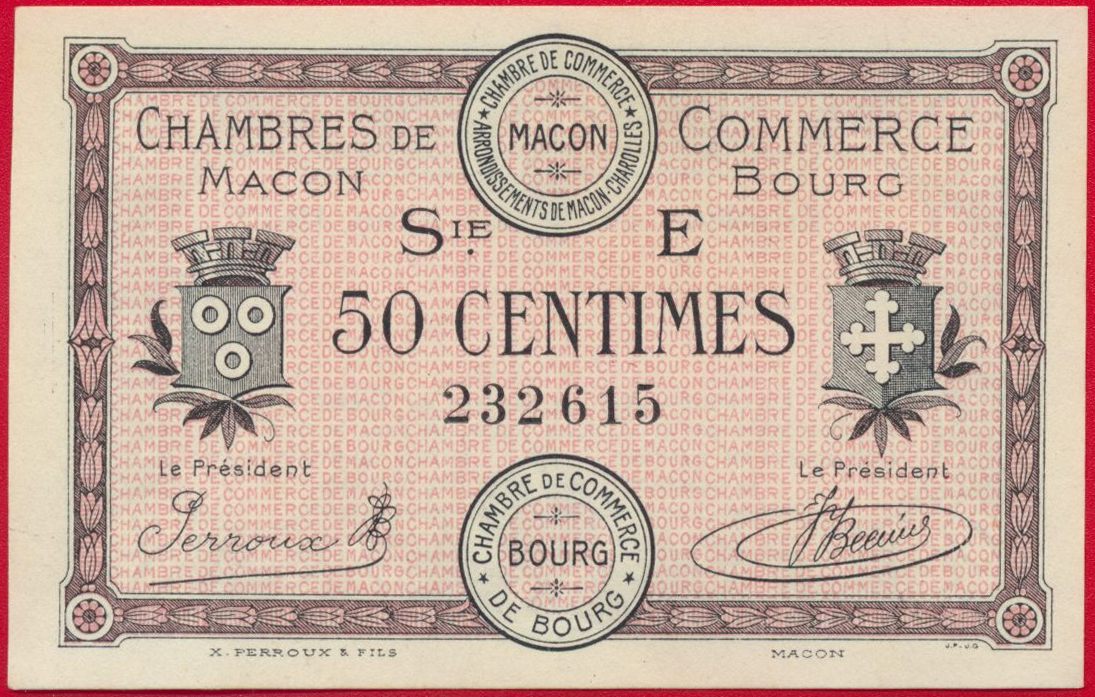 CHAMBRES DE COMMERCE
MACON BOURG
★ CHAMBRE DE COMMERCE ★
ARRONDISSEMENTS DE MACON-CHAROLLES
MACON
SIE. E
50 CENTIMES
232615
Le Président Le Président
Perroux
★ CHAMBRE DE COMMERCE ★
BOURG
DE BOURG
X. PERROUX & FILS MACON